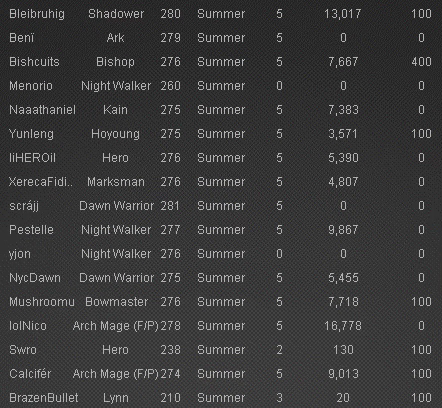 Bleibruhig Shadower 280 Summer 5 13,017 100
Benï Ark 279 Summer 5 0 0
Bishcuits Bishop 276 Summer 5 7,667 400
Menorio Night Walker 260 Summer 0 0 0
Naaathaniel Kain 275 Summer 5 7,383 0
Yunleng Hoyoung 275 Summer 5 3,571 100
IiHEROiI Hero 276 Summer 5 5,390 0
XerecaFidi.. Marksman 276 Summer 5 4,807 0
scrájj Dawn Warrior 281 Summer 5 0 0
Pestelle Night Walker 277 Summer 5 9,867 0
yjon Night Walker 276 Summer 0 0 0
NycDawn Dawn Warrior 275 Summer 5 5,455 0
Mushroomu Bowmaster 276 Summer 5 7,718 100
lolNico Arch Mage (F/P) 278 Summer 5 16,778 0
Swro Hero 238 Summer 2 130 100
Calcifér Arch Mage (F/P) 274 Summer 5 9,013 100
BrazenBullet Lynn 210 Summer 3 20 100